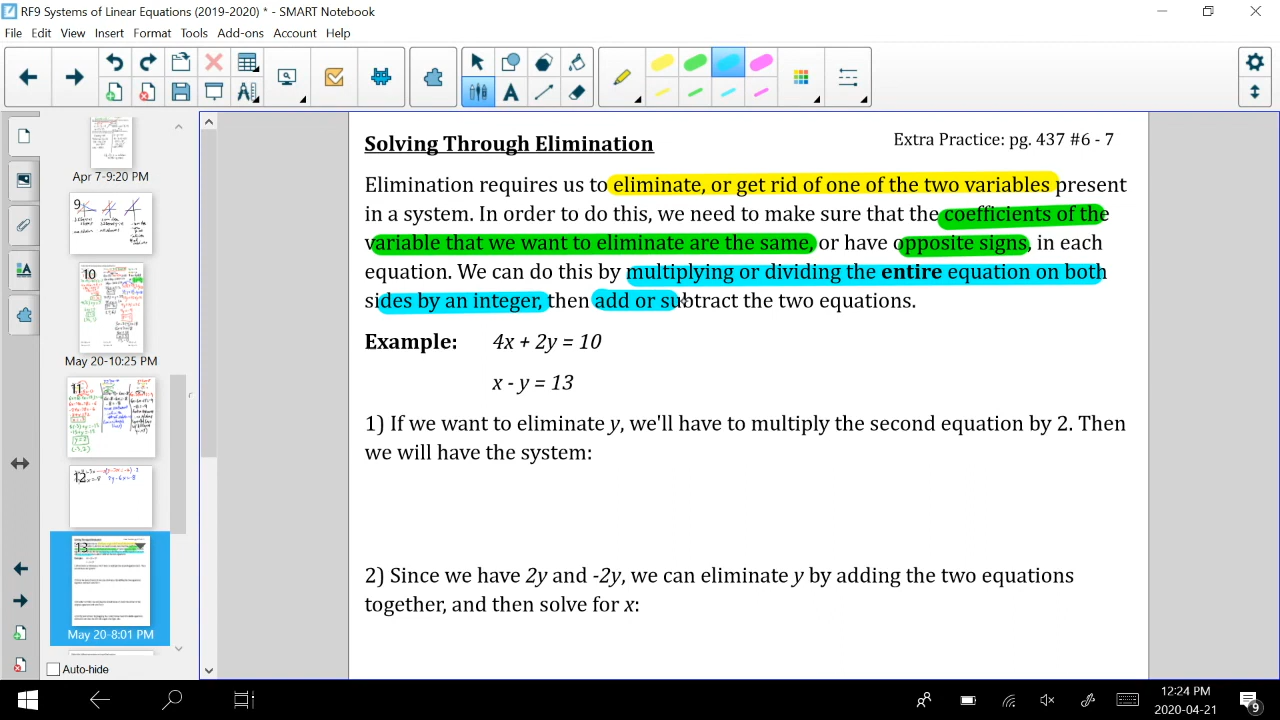 RF9 Systems of Linear Equations (2019-2020) * - SMART Notebook
File Edit View Insert Format Tools Add-ons Account Help
Apr 7-9:20 PM
9
10
May 20-10:25 PM
11
12
13
May 20-8:01 PM
Auto-hide
Solving Through Elimination
Extra Practice: pg. 437 #6 - 7
Elimination requires us to eliminate, or get rid of one of the two variables present
in a system. In order to do this, we need to make sure that the coefficients of the
variable that we want to eliminate are the same, or have opposite signs, in each
equation. We can do this by multiplying or dividing the entire equation on both
sides by an integer, then add or subtract the two equations.
Example: 4x + 2y = 10
x - y = 13
1) If we want to eliminate y, we'll have to multiply the second equation by 2. Then
we will have the system:
2) Since we have 2y and -2y, we can eliminate y by adding the two equations
together, and then solve for x:
12:24 PM
2020-04-21
9